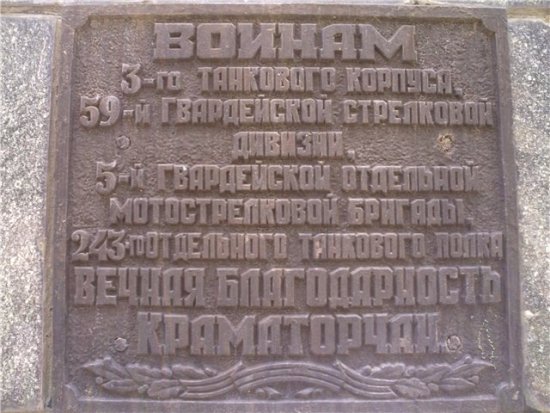 ВОИНАМ
3-го ТАНКОВОГО КОРПУСА,
59-й ГВАРДЕЙСКОЙ СТРЕЛКОВОЙ
ДИВИЗИИ,
5-й ГВАРДЕЙСКОЙ ОТДЕЛЬНОЙ
МОТОСТРЕЛКОВОЙ БРИГАДЫ,
243-го ОТДЕЛЬНОГО ТАНКОВОГО ПОЛКА
ВЕЧНАЯ БЛАГОДАРНОСТЬ
КРАМАТОРЧАН.